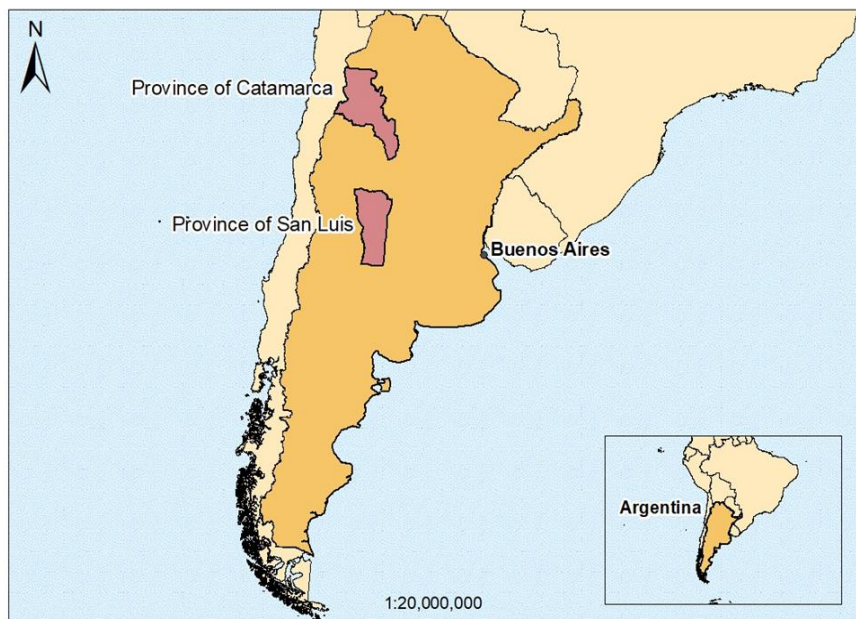 N
Province of Catamarca
Province of San Luis
Buenos Aires
Argentina
1:20,000,000